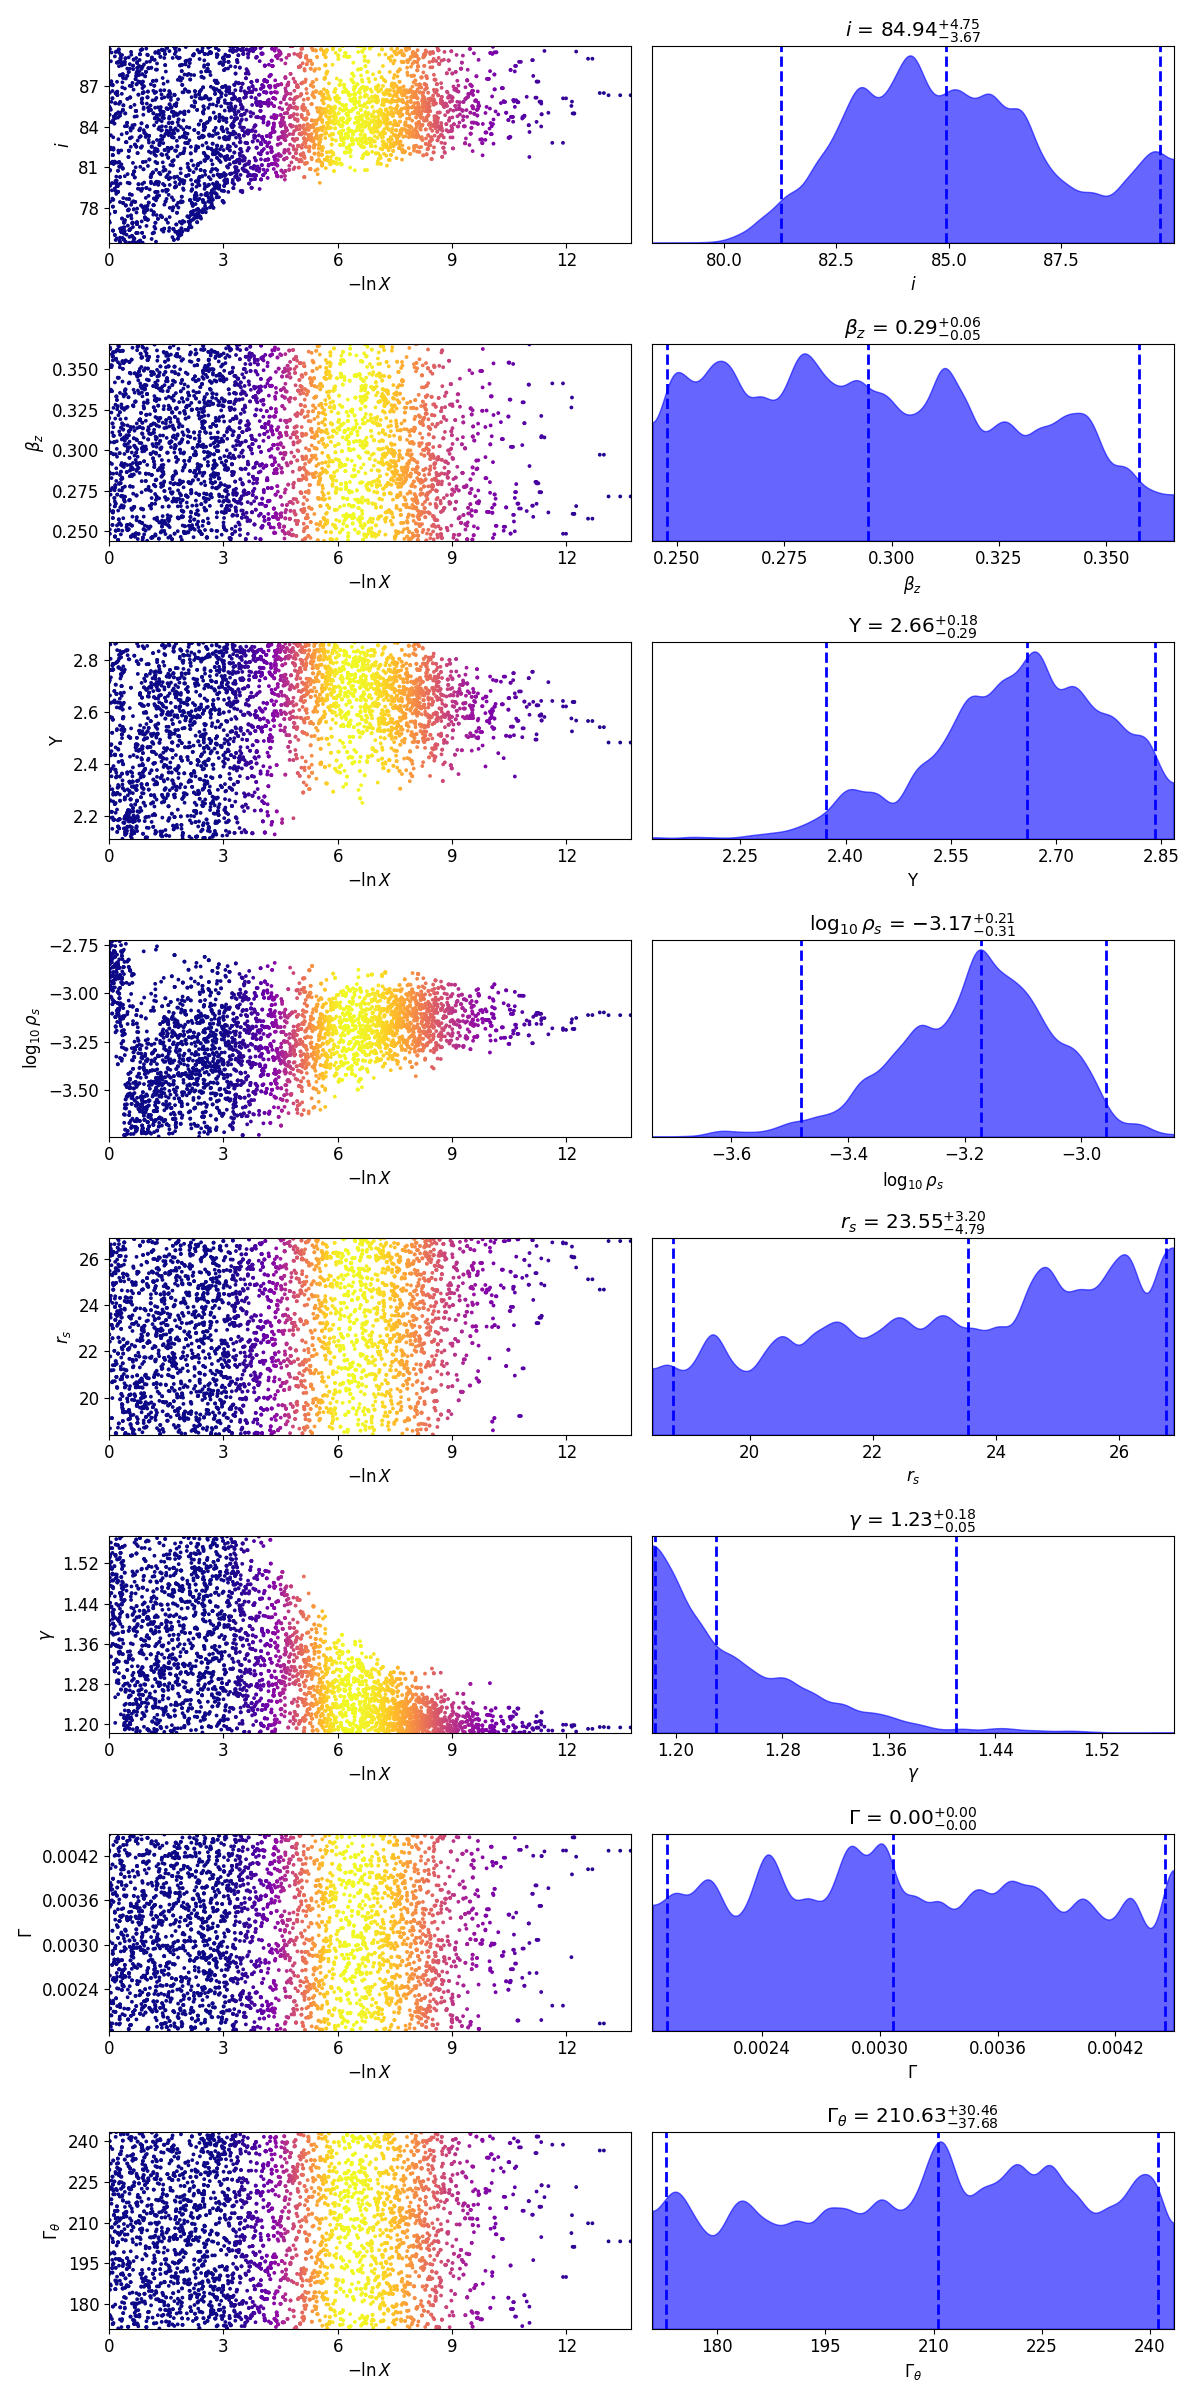 i = 84.94 +4.75 −3.67
87
84
81
78
i
0 3 6 9 12
−ln X
80.0 82.5 85.0 87.5
i
β_z = 0.29 +0.06 −0.05
0.350
0.325
0.300
0.275
0.250
β_z
0 3 6 9 12
−ln X
0.250 0.275 0.300 0.325 0.350
β_z
Y = 2.66 +0.18 −0.29
2.8
2.6
2.4
2.2
Y
0 3 6 9 12
−ln X
2.25 2.40 2.55 2.70 2.85
Y
log₁₀ ρ_s = −3.17 +0.21 −0.31
−2.75
−3.00
−3.25
−3.50
log₁₀ ρ_s
0 3 6 9 12
−ln X
−3.6 −3.4 −3.2 −3.0
log₁₀ ρ_s
r_s = 23.55 +3.20 −4.79
26
24
22
20
r_s
0 3 6 9 12
−ln X
20 22 24 26
r_s
γ = 1.23 +0.18 −0.05
1.52
1.44
1.36
1.28
1.20
γ
0 3 6 9 12
−ln X
1.20 1.28 1.36 1.44 1.52
γ
Γ = 0.00 +0.00 −0.00
0.0042
0.0036
0.0030
0.0024
Γ
0 3 6 9 12
−ln X
0.0024 0.0030 0.0036 0.0042
Γ
Γ_θ = 210.63 +30.46 −37.68
240
225
210
195
180
Γ_θ
0 3 6 9 12
−ln X
180 195 210 225 240
Γ_θ